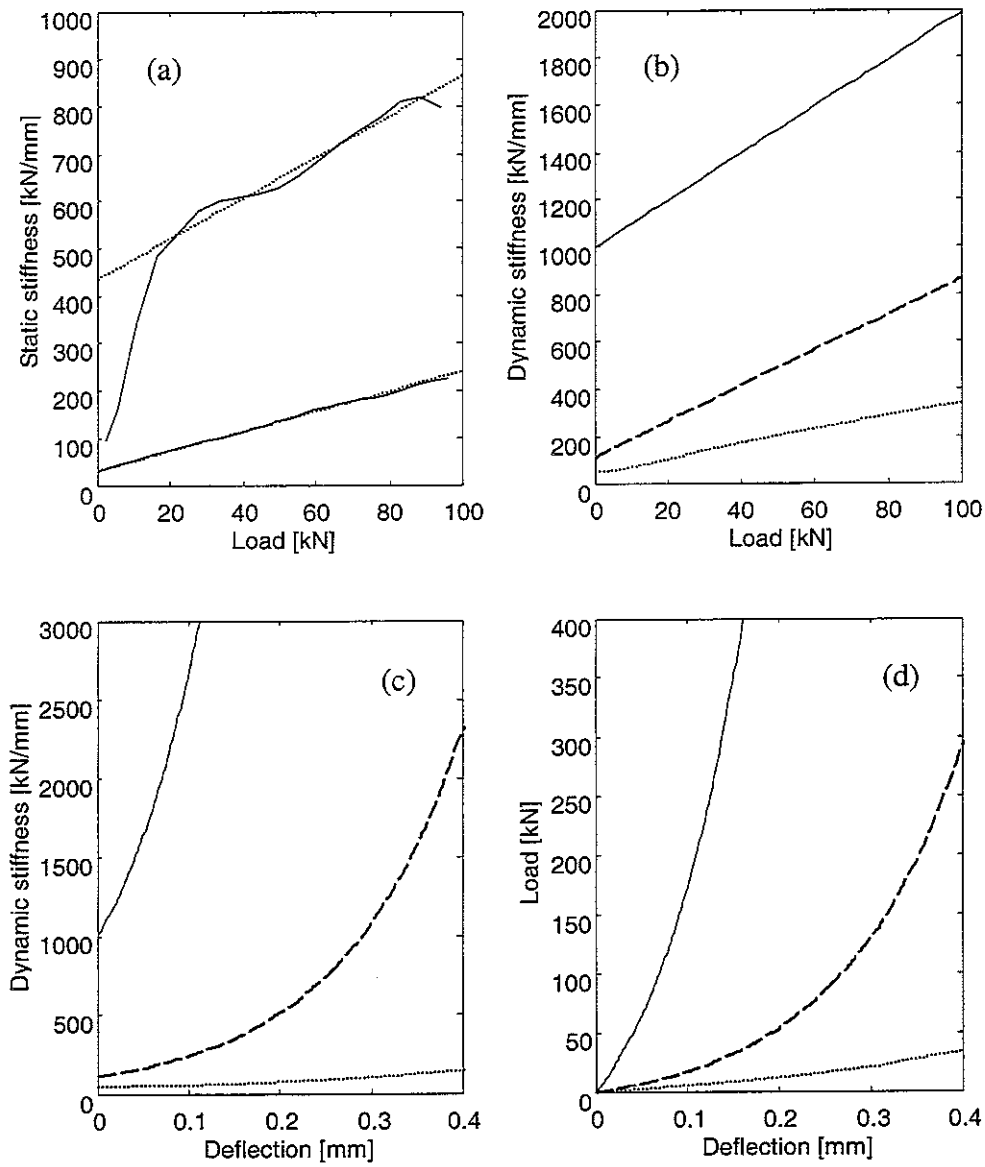 (a)
Static stiffness [kN/mm]
1000
900
800
700
600
500
400
300
200
100
0
0 20 40 60 80 100
Load [kN]
(b)
Dynamic stiffness [kN/mm]
2000
1800
1600
1400
1200
1000
800
600
400
200
0
0 20 40 60 80 100
Load [kN]
(c)
Dynamic stiffness [kN/mm]
3000
2500
2000
1500
1000
500
0
0 0.1 0.2 0.3 0.4
Deflection [mm]
(d)
Load [kN]
400
350
300
250
200
150
100
50
0
0 0.1 0.2 0.3 0.4
Deflection [mm]